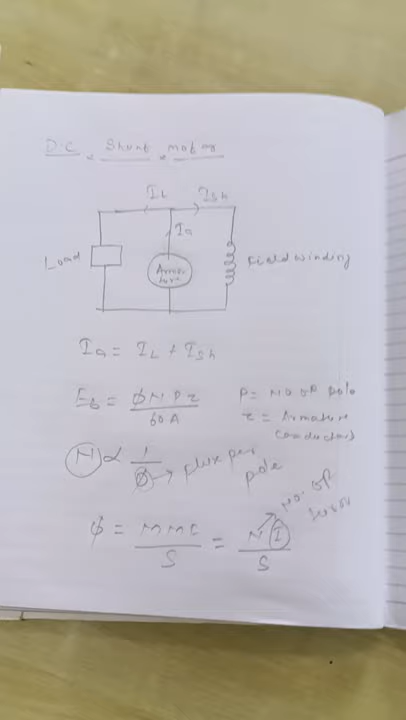 D.C Shunt motor
IL Ish
Ia
Load Armature Field winding
Ia = IL + Ish
Eb = ϕNPz / 60A P = NO OF pole
z = Armature conductors
N ∝ 1/ϕ → flux per pole
ϕ = MMF / S = NI / S NO. OF turns